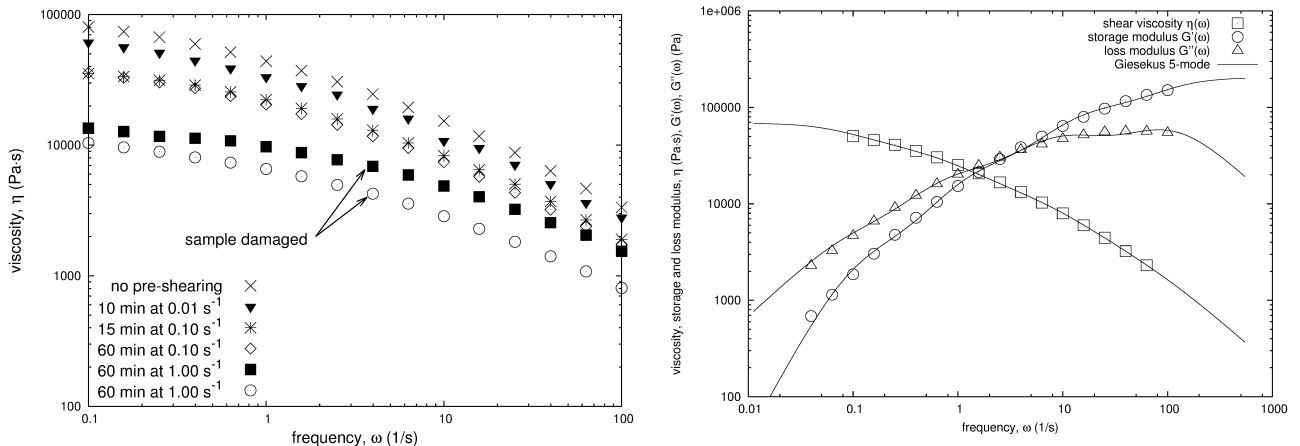 100000
10000
1000
100
viscosity, η (Pa·s)
sample damaged
no pre-shearing
10 min at 0.01 s⁻¹
15 min at 0.10 s⁻¹
60 min at 0.10 s⁻¹
60 min at 1.00 s⁻¹
60 min at 1.00 s⁻¹
0.1 1 10 100
frequency, ω (1/s)
1e+006
100000
10000
1000
100
viscosity, storage and loss modulus, η (Pa·s), G'(ω), G''(ω) (Pa)
shear viscosity η(ω)
storage modulus G'(ω)
loss modulus G''(ω)
Giesekus 5-mode
0.01 0.1 1 10 100 1000
frequency, ω (1/s)